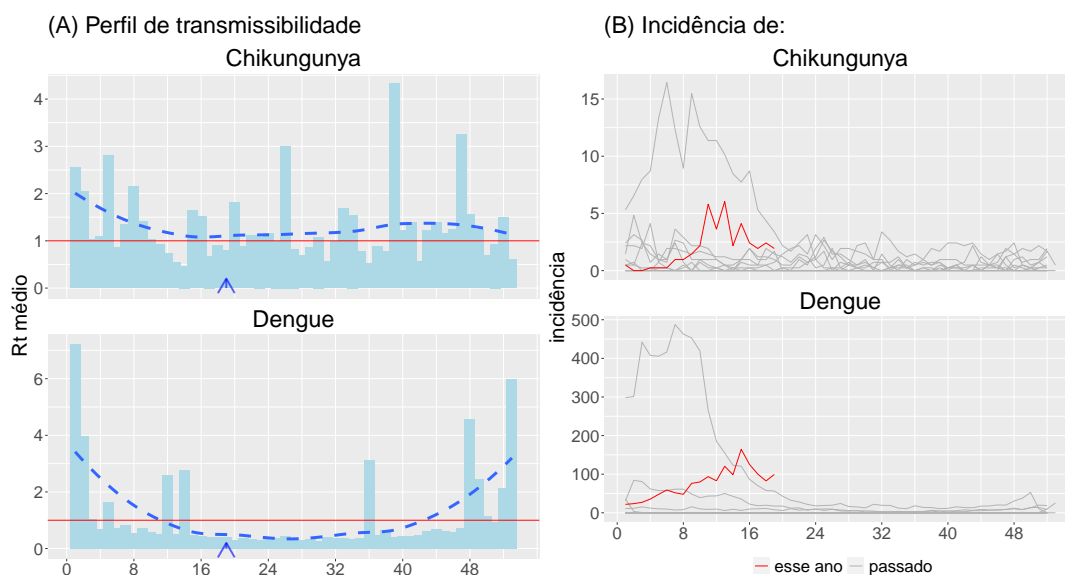 (A) Perfil de transmissibilidade
Chikungunya
4
3
2
1
0
Dengue
6
4
2
0
0 8 16 24 32 40 48
Rt médio
(B) Incidência de:
Chikungunya
15
10
5
0
Dengue
500
400
300
200
100
0
0 8 16 24 32 40 48
incidência
esse ano passado